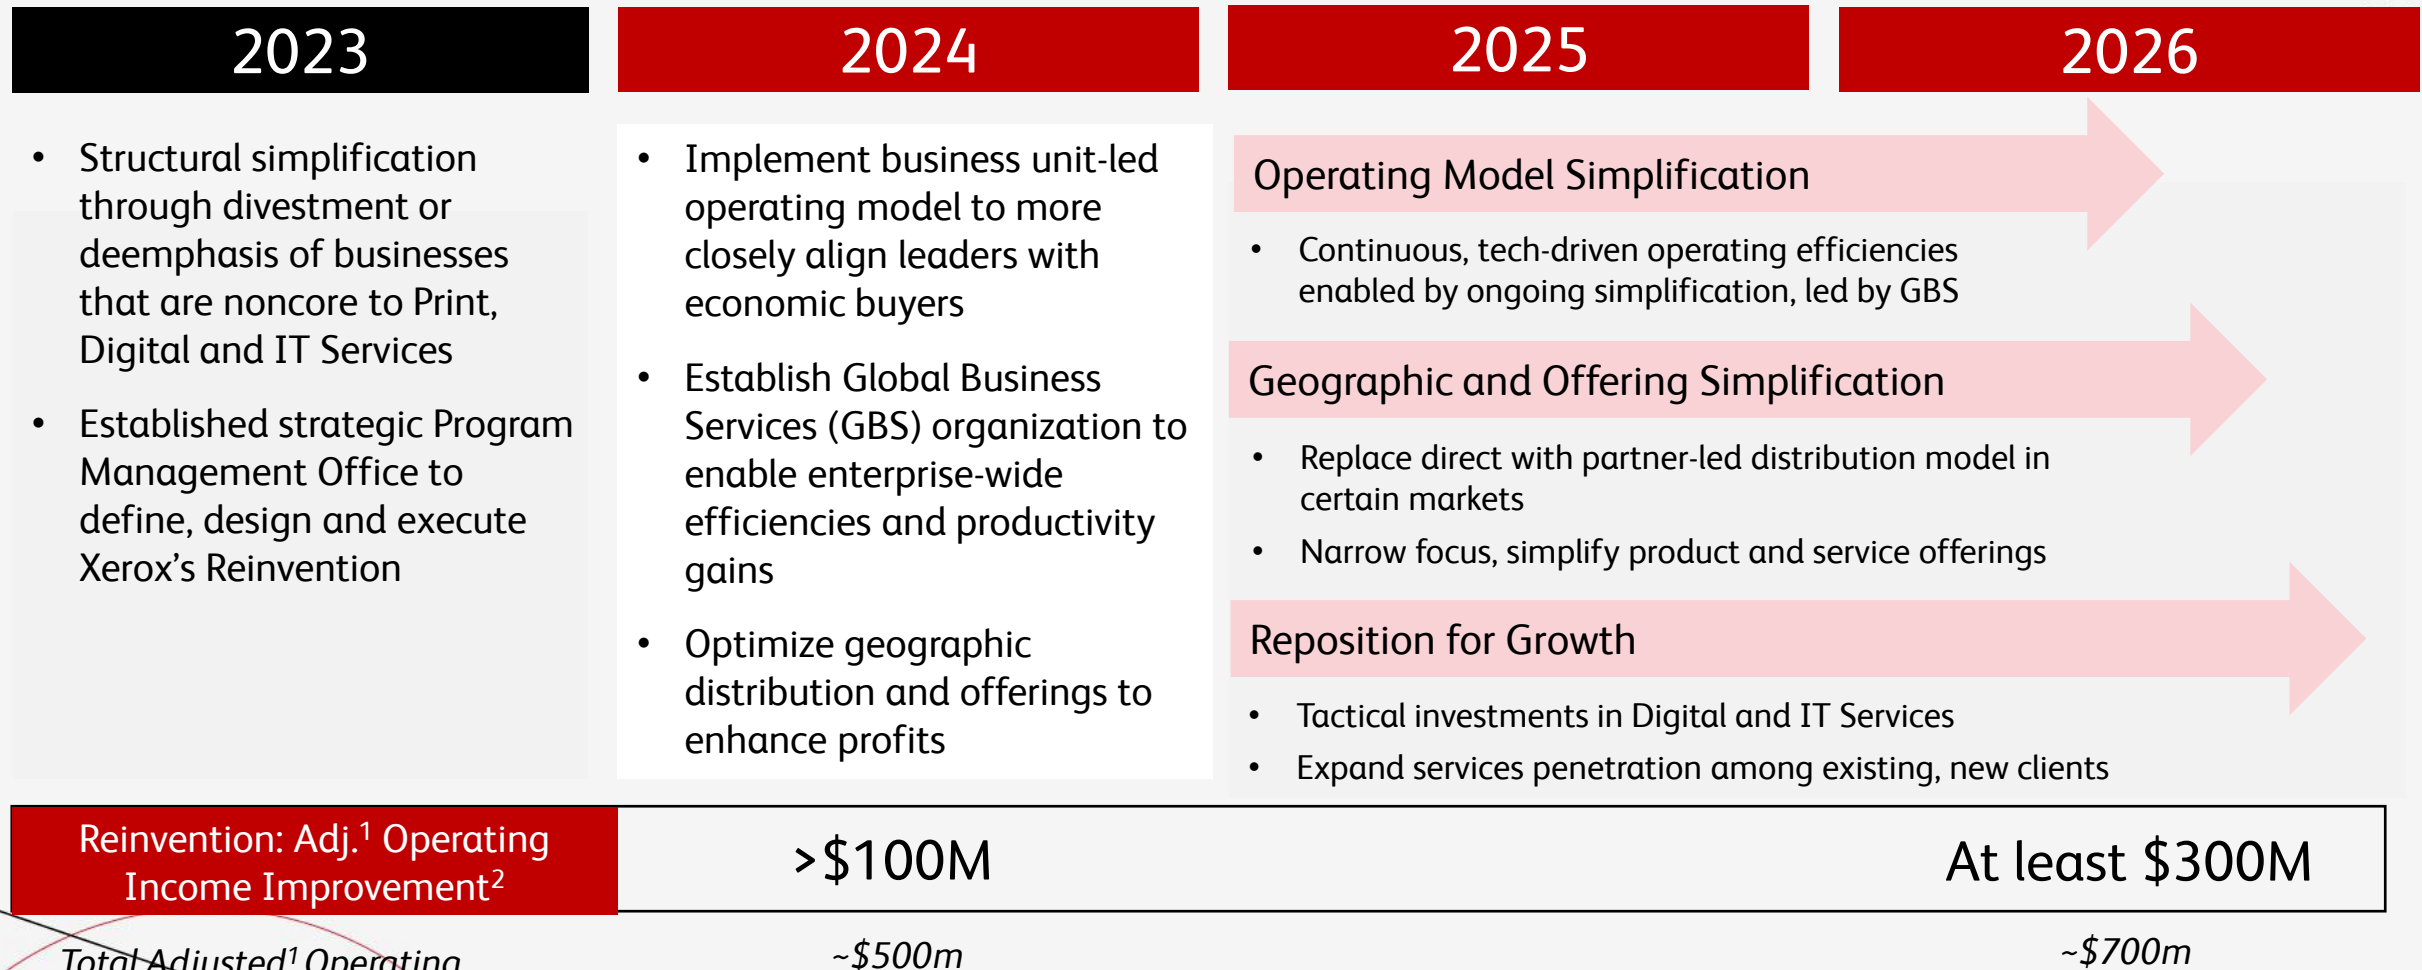 2023
• Structural simplification
through divestment or
deemphasis of businesses
that are noncore to Print,
Digital and IT Services
• Established strategic Program
Management Office to
define, design and execute
Xerox’s Reinvention
2024
• Implement business unit-led
operating model to more
closely align leaders with
economic buyers
• Establish Global Business
Services (GBS) organization to
enable enterprise-wide
efficiencies and productivity
gains
• Optimize geographic
distribution and offerings to
enhance profits
2025
2026
Operating Model Simplification
• Continuous, tech-driven operating efficiencies
enabled by ongoing simplification, led by GBS
Geographic and Offering Simplification
• Replace direct with partner-led distribution model in
certain markets
• Narrow focus, simplify product and service offerings
Reposition for Growth
• Tactical investments in Digital and IT Services
• Expand services penetration among existing, new clients
Reinvention: Adj.¹ Operating
Income Improvement²
>$100M
At least $300M
Total Adjusted¹ Operating
~$500m
~$700m